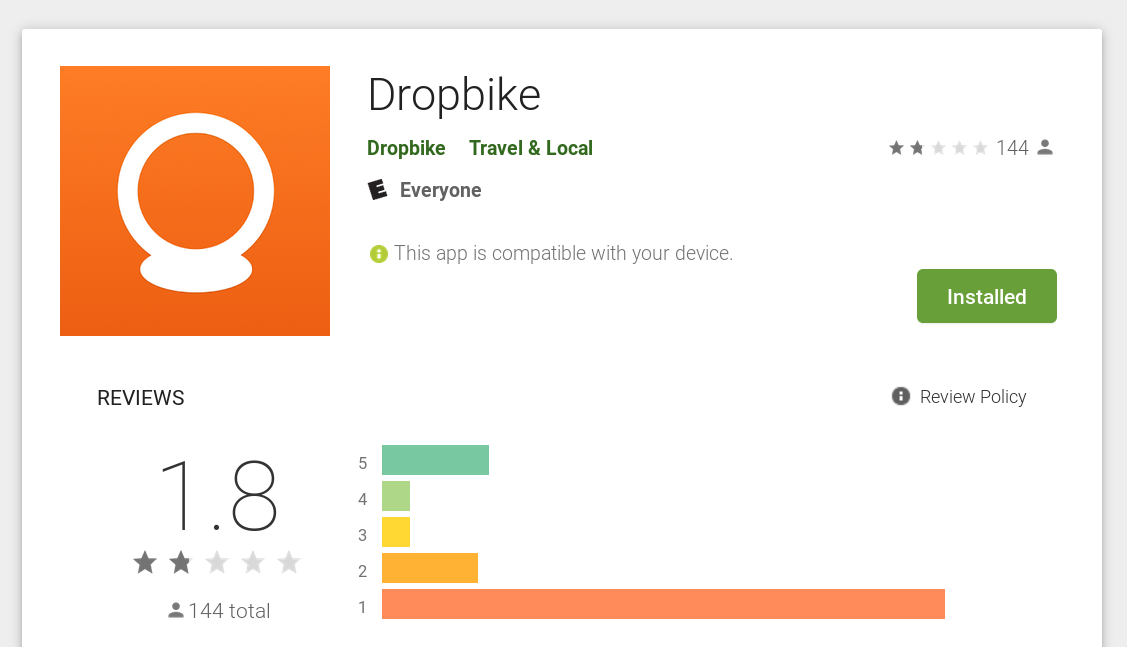 Dropbike
Dropbike Travel & Local
144
Everyone
This app is compatible with your device.
Installed
REVIEWS
Review Policy
1.8
144 total
5
4
3
2
1